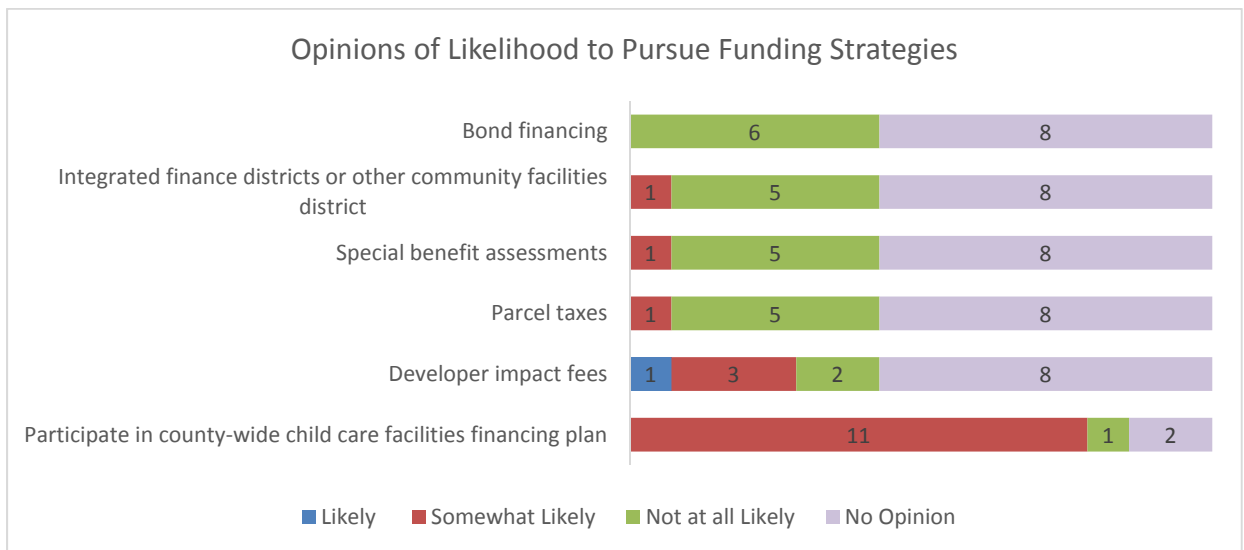 Opinions of Likelihood to Pursue Funding Strategies
Bond financing
6 8
Integrated finance districts or other community facilities
district
1 5 8
Special benefit assessments
1 5 8
Parcel taxes
1 5 8
Developer impact fees
1 3 2 8
Participate in county-wide child care facilities financing plan
11 1 2
Likely Somewhat Likely Not at all Likely No Opinion